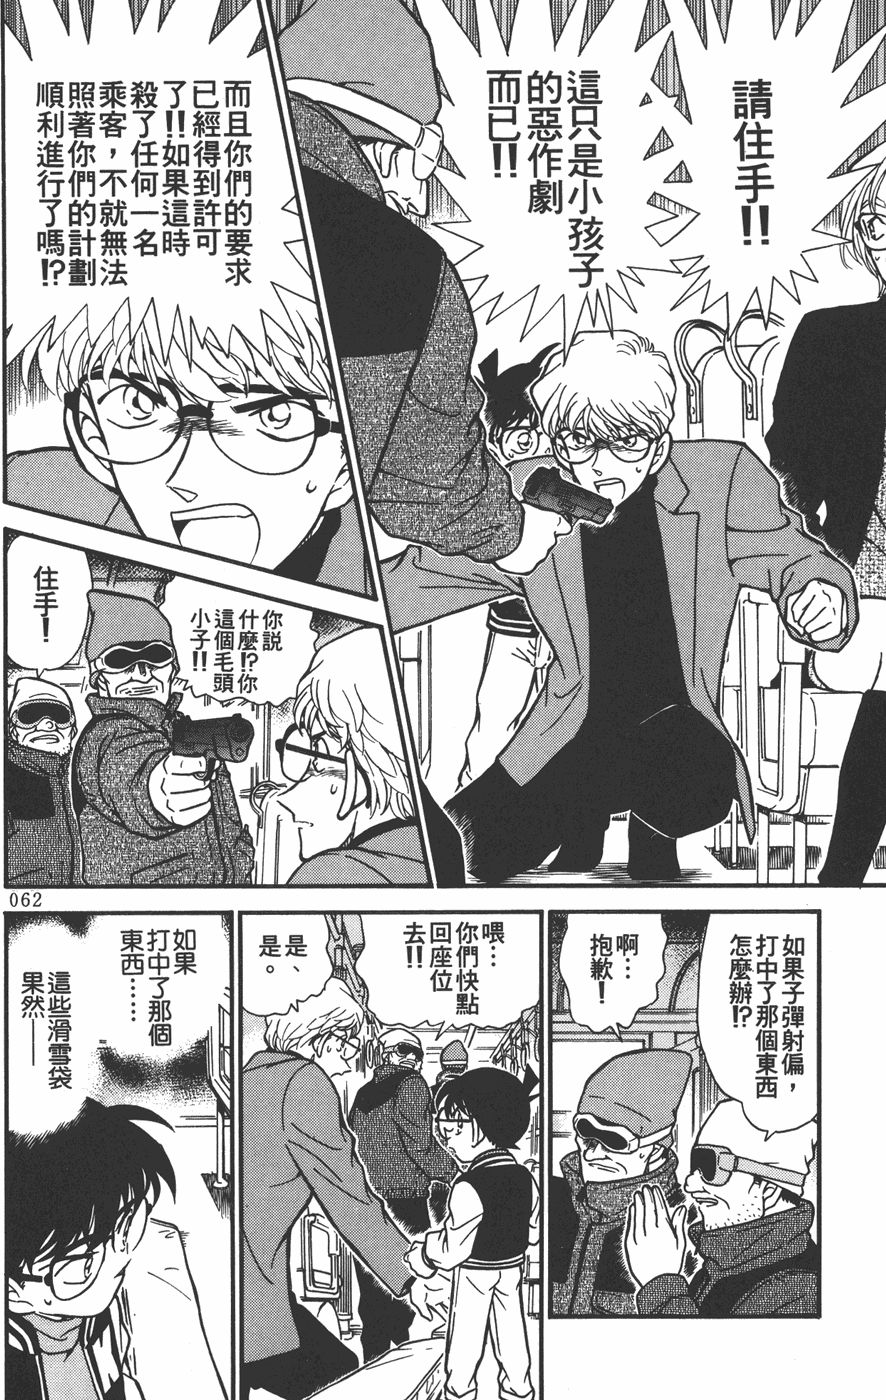 請住手!!
這只是小孩子
的惡作劇
而已!!
而且你們的要求
已經得到許可
了!!如果這時
殺了任何一名
乘客，不就無法
照著你們的計劃
順利進行了嗎!?
你說
什麼!?你
這個毛頭
小子!!
住手！
062
如果子彈射偏，
打中了那個東西
怎麼辦!?
啊…
抱歉！
喂…
你們快點
回座位
去!!
是、
是。
如果
打中了那個
東西……
這些滑雪袋
果然——